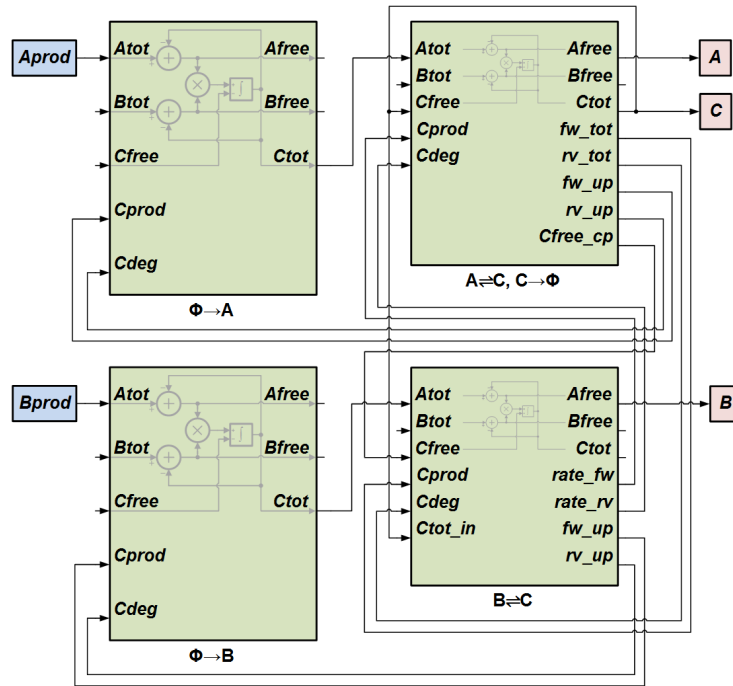 Aprod
Atot
Btot
Cfree
Cprod
Cdeg
Afree
Bfree
Ctot
Φ→A
Atot
Btot
Cfree
Cprod
Cdeg
Afree
Bfree
Ctot
fw_tot
rv_tot
fw_up
rv_up
Cfree_cp
A⇌C, C→Φ
A
C
Bprod
Atot
Btot
Cfree
Cprod
Cdeg
Afree
Bfree
Ctot
Φ→B
Atot
Btot
Cfree
Cprod
Cdeg
Ctot_in
Afree
Bfree
Ctot
rate_fw
rate_rv
fw_up
rv_up
B⇌C
B